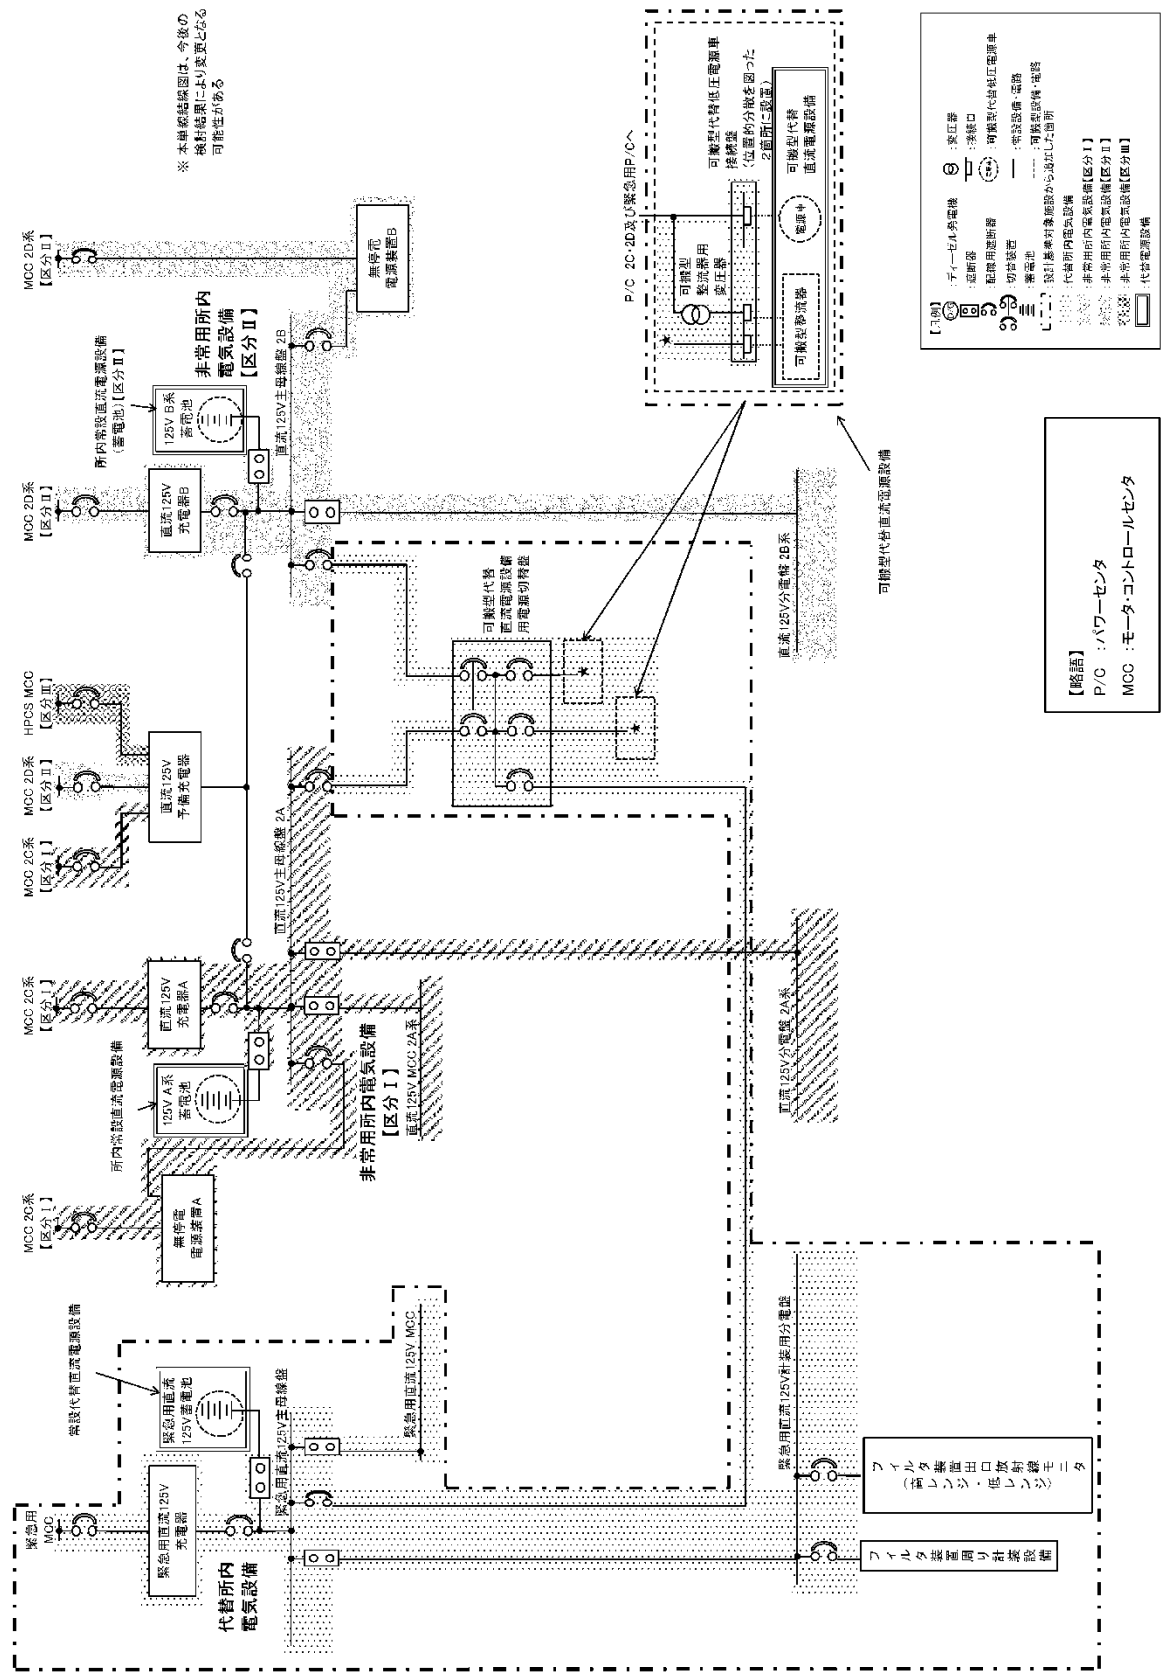 ※ 本単線結線図は、今後の
検討結果により変更となる
可能性がある
緊急用
MCC
MCC 2C系
【区分Ⅰ】
MCC 2C系
【区分Ⅰ】
MCC 2C系
【区分Ⅰ】
MCC 2D系
【区分Ⅱ】
HPCS MCC
【区分Ⅲ】
MCC 2D系
【区分Ⅱ】
MCC 2D系
【区分Ⅱ】
常設代替直流電源設備
緊急用直流
125V蓄電池
緊急用直流125V
充電器
代替所内
電気設備
緊急用直流125V主母線盤
緊急用直流125V MCC
緊急用直流125V計装用分電盤
フィルタ装置出口放射線モニタ
(高レンジ・低レンジ)
フィルタ装置周り計装設備
無停電
電源装置A
所内常設直流電源設備
125V A系
蓄電池
直流125V
充電器A
非常用所内電気設備
【区分Ⅰ】
直流125V MCC 2A系
直流125V主母線盤 2A
直流125V分電盤 2A系
直流125V
予備充電器
所内常設直流電源設備
(蓄電池)【区分Ⅱ】
125V B系
蓄電池
直流125V
充電器B
非常用所内
電気設備
【区分Ⅱ】
直流125V主母線盤 2B
直流125V分電盤 2B系
無停電
電源装置B
可搬型代替
直流電源設備
用電源切替盤
★
★
P/C 2C・2D及び緊急用P/Cへ
可搬型代替低圧電源車
接続盤
(位置的分散を図った
2箇所に設置)
可搬型
整流器用
変圧器
★
可搬型整流器
電源車
可搬型代替
直流電源設備
可搬型代替直流電源設備
【凡例】
:ディーゼル発電機
:遮断器
:配線用遮断器
:切替装置
:蓄電池
:設計基準対象施設から追加した箇所
:代替所内電気設備
:非常用所内電気設備【区分Ⅰ】
:非常用所内電気設備【区分Ⅱ】
:非常用所内電気設備【区分Ⅲ】
:代替電源設備
:変圧器
:接続口
:可搬型代替低圧電源車
:常設設備・電路
:可搬型設備・電路
【略語】
P/C :パワーセンタ
MCC :モータ・コントロールセンタ